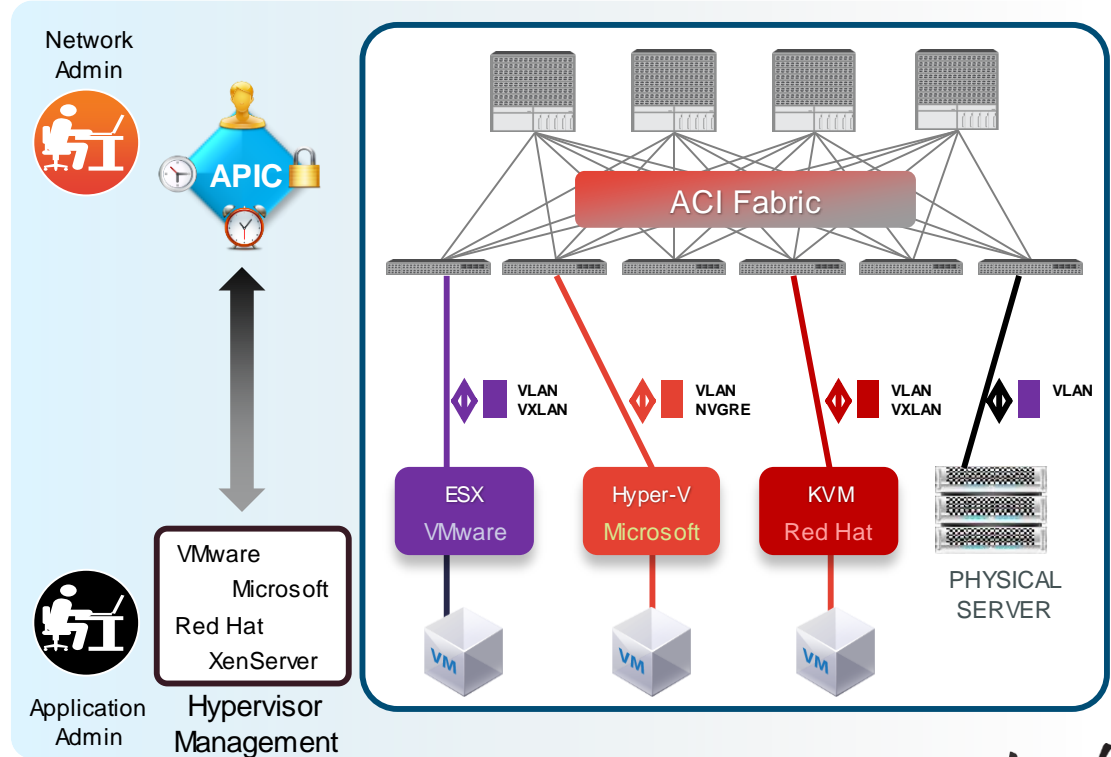 Network
Admin
APIC
ACI Fabric
VLAN
VXLAN
VLAN
NVGRE
VLAN
VXLAN
VLAN
ESX
VMware
Hyper-V
Microsoft
KVM
Red Hat
PHYSICAL
SERVER
VM
VM
VM
VMware
Microsoft
Red Hat
XenServer
Application
Admin
Hypervisor
Management